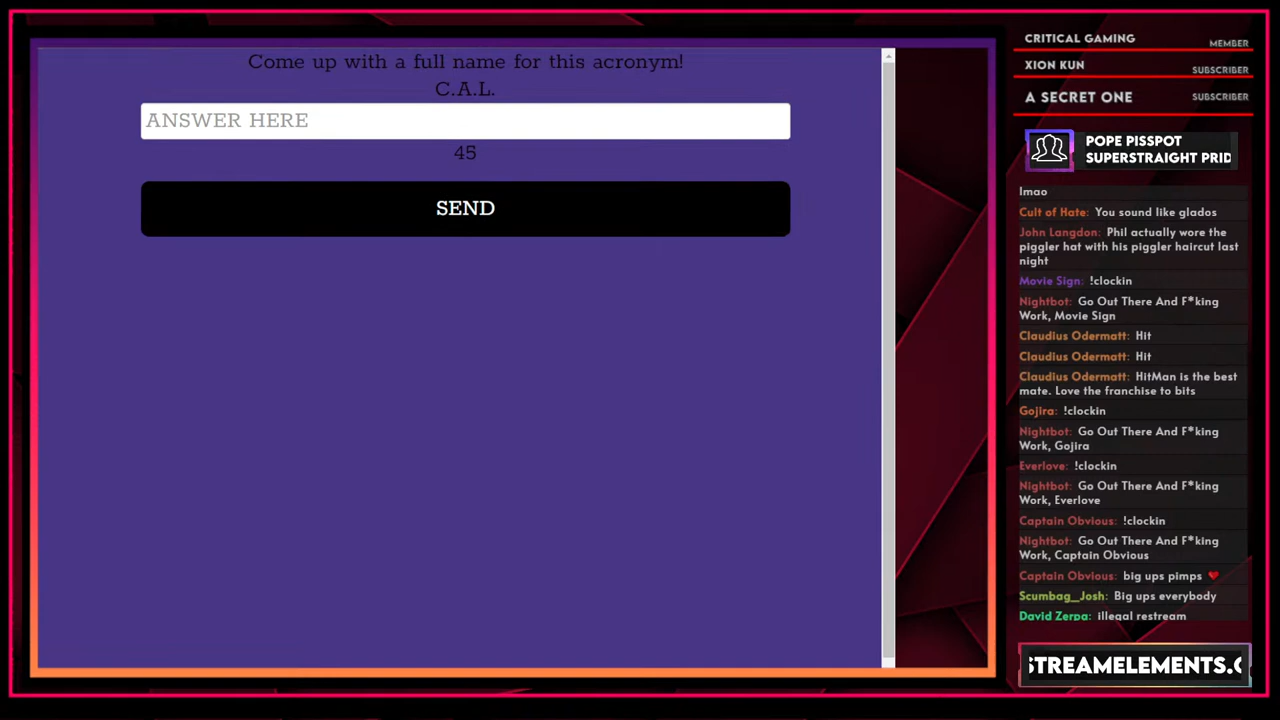 Come up with a full name for this acronym!
C.A.L.
ANSWER HERE
45
SEND
CRITICAL GAMING
MEMBER
XION KUN
SUBSCRIBER
A SECRET ONE
SUBSCRIBER
POPE PISSPOT
SUPERSTRAIGHT PRID
lmao
Cult of Hate: You sound like glados
John Langdon: Phil actually wore the
piggler hat with his piggler haircut last
night
Movie Sign: !clockin
Nightbot: Go Out There And F*king
Work, Movie Sign
Claudius Odermatt: Hit
Claudius Odermatt: Hit
Claudius Odermatt: HitMan is the best
mate. Love the franchise to bits
Gojira: !clockin
Nightbot: Go Out There And F*king
Work, Gojira
Everlove: !clockin
Nightbot: Go Out There And F*king
Work, Everlove
Captain Obvious: !clockin
Nightbot: Go Out There And F*king
Work, Captain Obvious
Captain Obvious: big ups pimps ❤
Scumbag_Josh: Big ups everybody
David Zerpa: illegal restream
STREAMELEMENTS.C